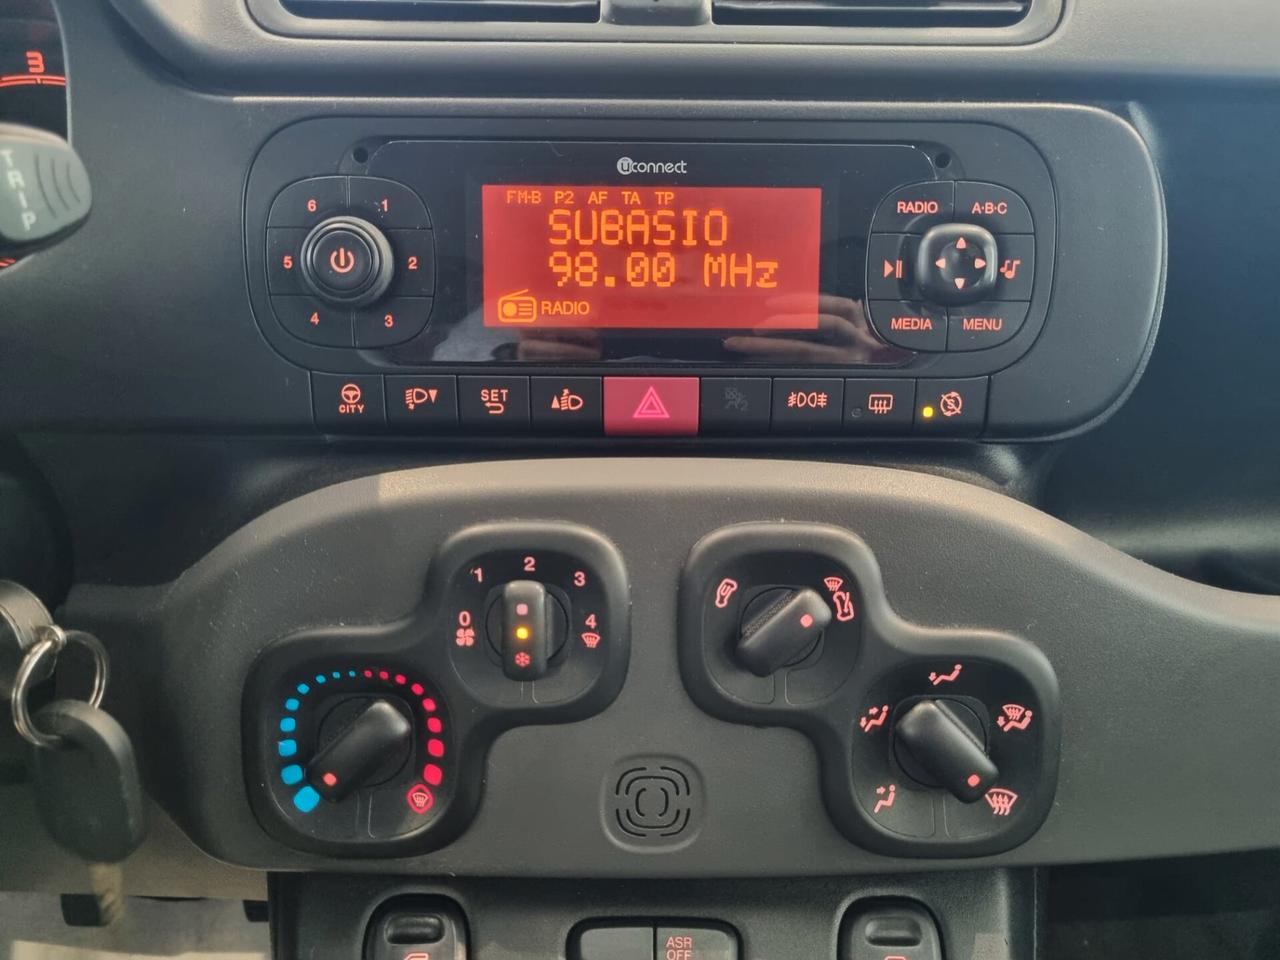 3
TRIP
uconnect
6 1
5 2
4 3
FM-B P2 AF TA TP
SUBASIO
98.00 MHz
RADIO
RADIO A·B·C
MEDIA MENU
CITY
SET
0 1 2 3 4
ASR
OFF